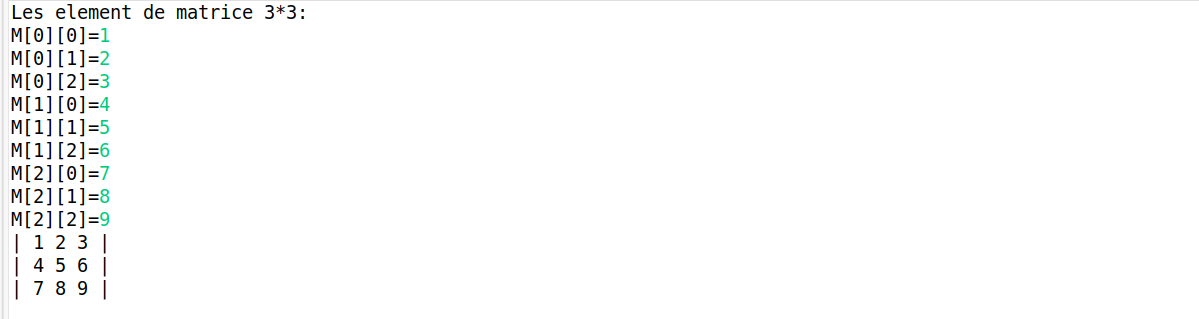 Les element de matrice 3*3:
M[0][0]=1
M[0][1]=2
M[0][2]=3
M[1][0]=4
M[1][1]=5
M[1][2]=6
M[2][0]=7
M[2][1]=8
M[2][2]=9
| 1 2 3 |
| 4 5 6 |
| 7 8 9 |